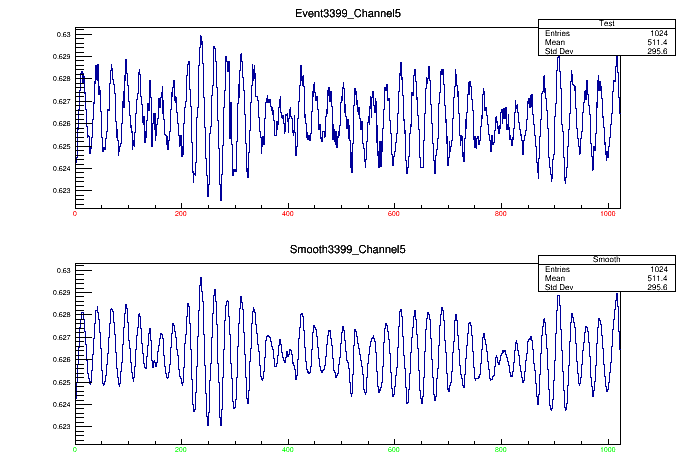 Event3399_Channel5
Test
Entries 1024
Mean 511.4
Std Dev 295.6
0.63
0.629
0.628
0.627
0.626
0.625
0.624
0.623
0 200 400 600 800 1000
Smooth3399_Channel5
Smooth
Entries 1024
Mean 511.4
Std Dev 295.6
0.63
0.629
0.628
0.627
0.626
0.625
0.624
0.623
0 200 400 600 800 1000